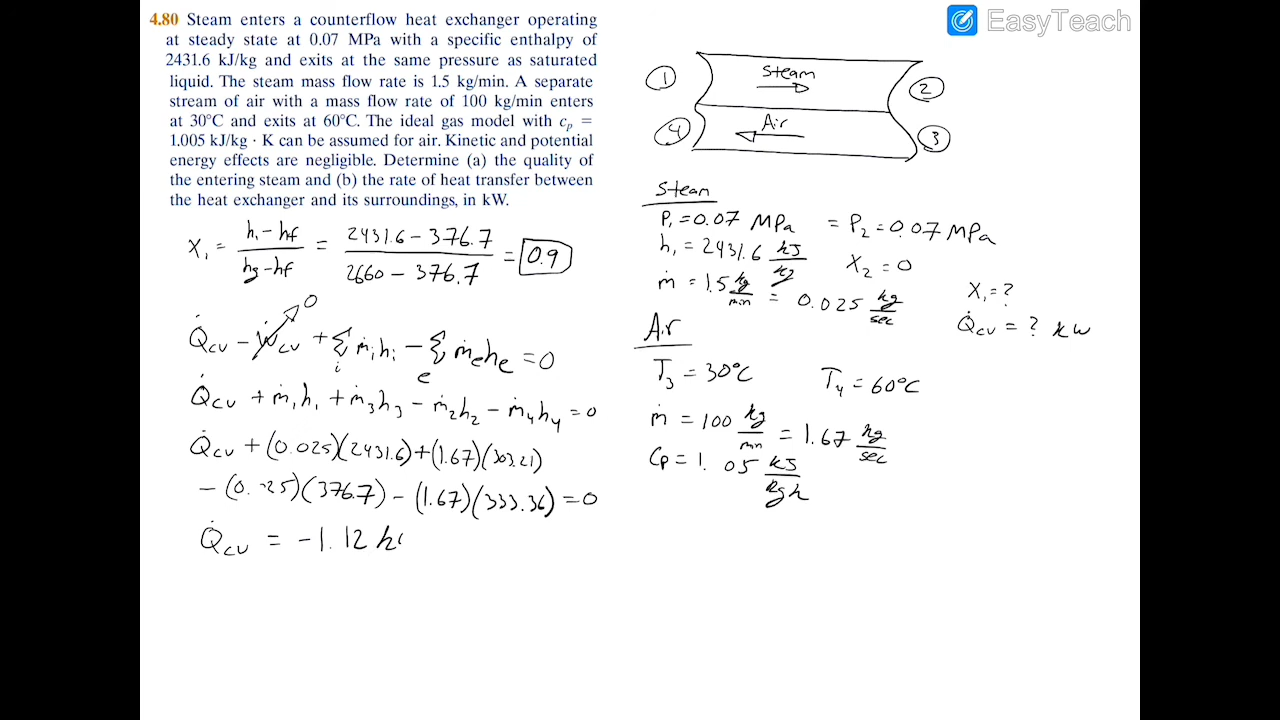 EasyTeach
4.80 Steam enters a counterflow heat exchanger operating
at steady state at 0.07 MPa with a specific enthalpy of
2431.6 kJ/kg and exits at the same pressure as saturated
liquid. The steam mass flow rate is 1.5 kg/min. A separate
stream of air with a mass flow rate of 100 kg/min enters
at 30°C and exits at 60°C. The ideal gas model with cₚ =
1.005 kJ/kg · K can be assumed for air. Kinetic and potential
energy effects are negligible. Determine (a) the quality of
the entering steam and (b) the rate of heat transfer between
the heat exchanger and its surroundings, in kW.
X₁ = (h₁ - hf)/(hg - hf) = (2431.6 - 376.7)/(2660 - 376.7) = 0.9
Q̇cv - Ẇcv + Σᵢ ṁᵢhᵢ - Σₑ ṁₑhₑ = 0
0
Q̇cv + ṁ₁h₁ + ṁ₃h₃ - ṁ₂h₂ - ṁ₄h₄ = 0
Q̇cv + (0.025)(2431.6) + (1.67)(303.21)
- (0. 25)(376.7) - (1.67)(333.36) = 0
Q̇cv = -1.12
1 Steam 2
4 Air 3
Steam
P₁ = 0.07 MPa = P₂ = 0.07 MPa
h₁ = 2431.6 kJ/kg X₂ = 0
ṁ = 1.5 kg/min = 0.025 kg/sec
X₁ = ?
Q̇cv = ? kW
Air
T₃ = 30°C T₄ = 60°C
ṁ = 100 kg/min = 1.67 kg/sec
Cp = 1. 05 kJ/kgK